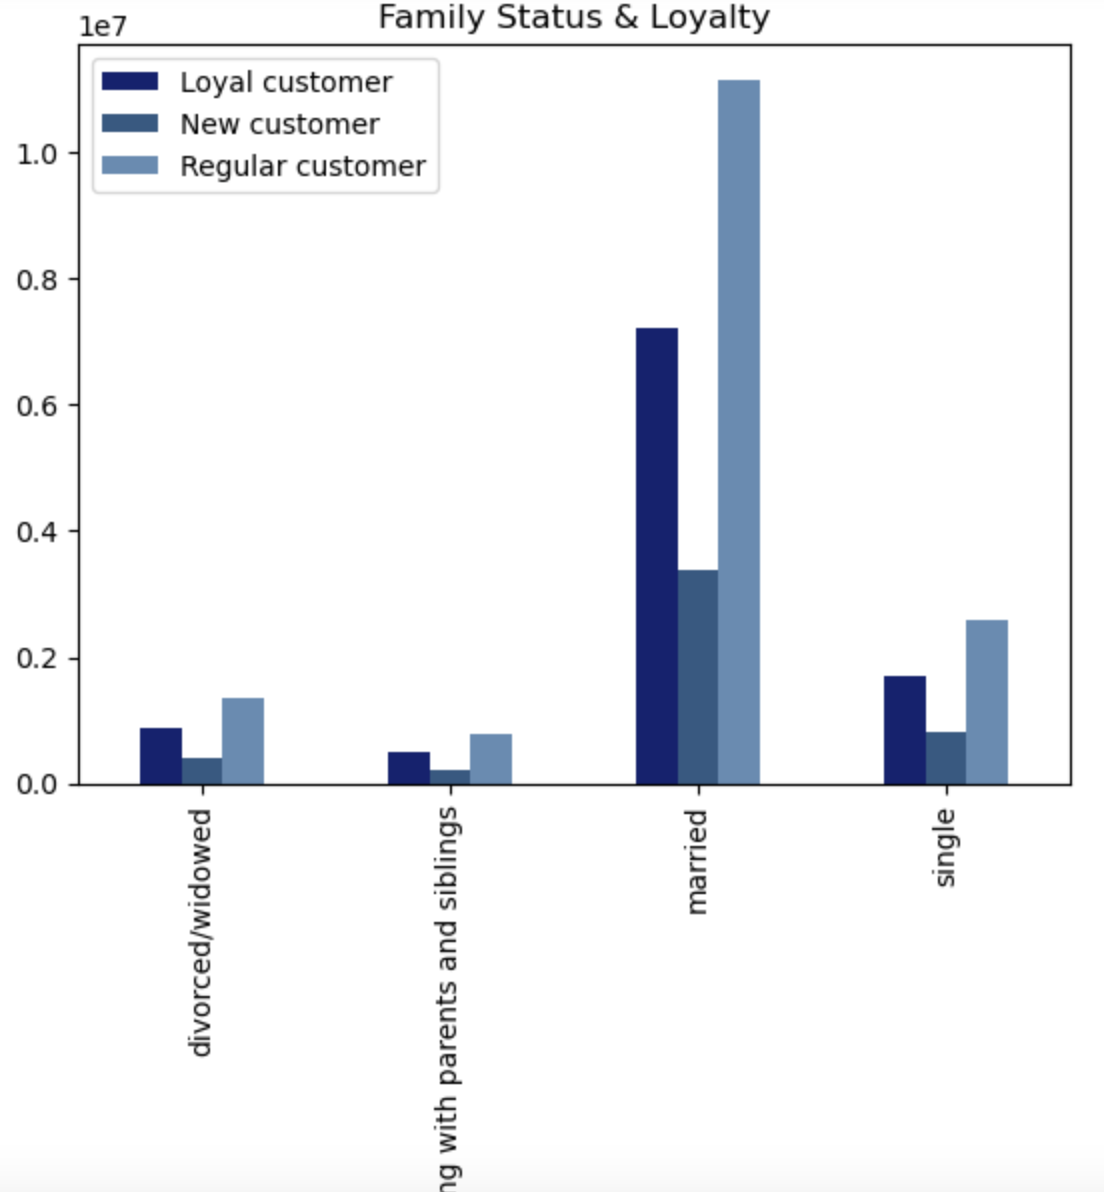 Family Status & Loyalty
1e7
Loyal customer
New customer
Regular customer
1.0
0.8
0.6
0.4
0.2
0.0
divorced/widowed
ng with parents and siblings
married
single